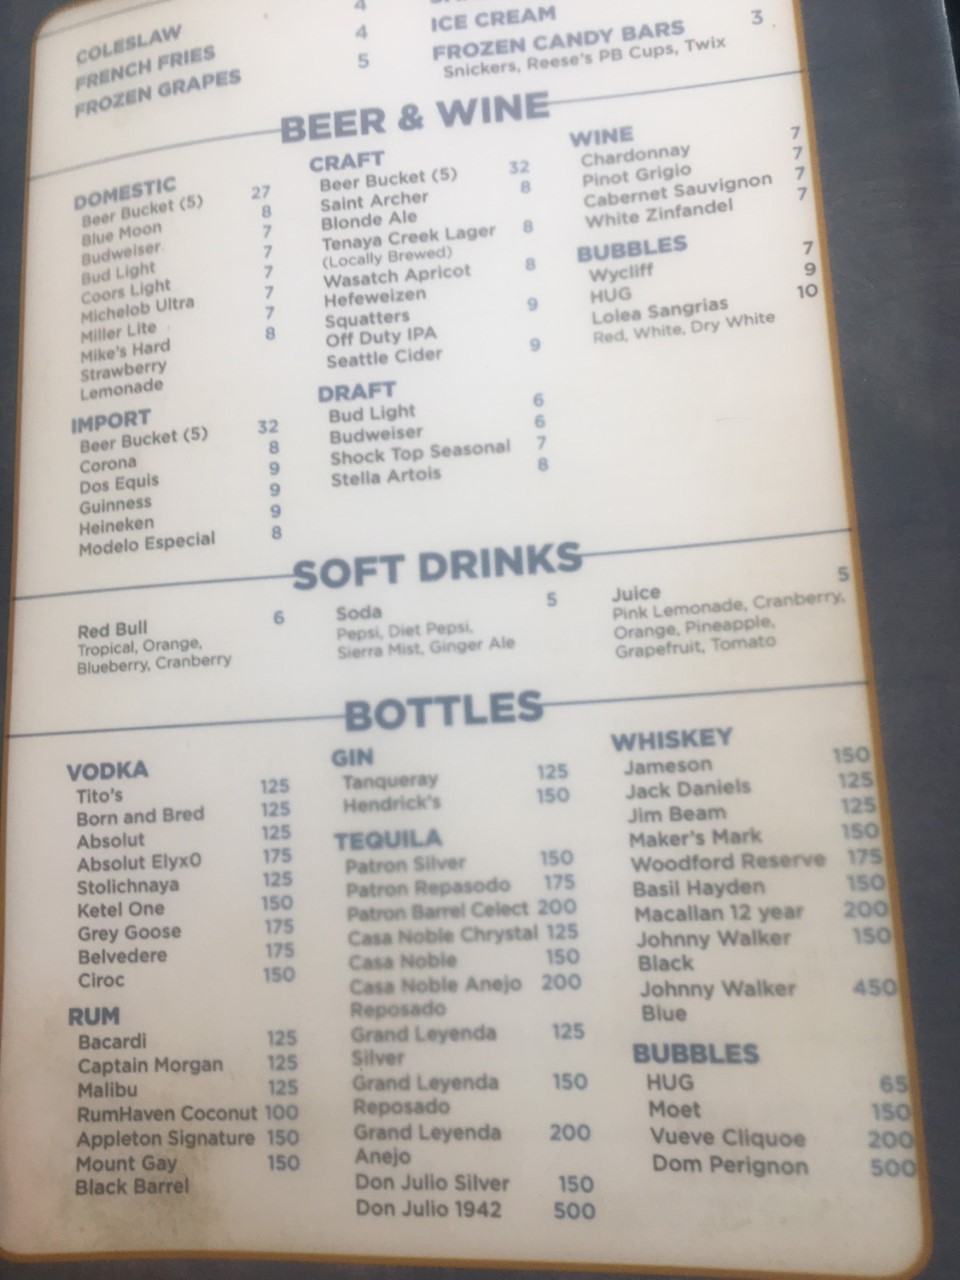 COLESLAW 4
FRENCH FRIES 4
FROZEN GRAPES 5
ICE CREAM
FROZEN CANDY BARS 3
Snickers, Reese's PB Cups, Twix
BEER & WINE
DOMESTIC
Beer Bucket (5) 27
Blue Moon 8
Budweiser 7
Bud Light 7
Coors Light 7
Michelob Ultra 7
Miller Lite 7
Mike's Hard 8
Strawberry
Lemonade
IMPORT
Beer Bucket (5) 32
Corona 8
Dos Equis 9
Guinness 9
Heineken 9
Modelo Especial 8
CRAFT
Beer Bucket (5) 32
Saint Archer 8
Blonde Ale
Tenaya Creek Lager 8
(Locally Brewed)
Wasatch Apricot 8
Hefeweizen
Squatters 9
Off Duty IPA
Seattle Cider 9
DRAFT
Bud Light 6
Budweiser 6
Shock Top Seasonal 7
Stella Artois 8
WINE
Chardonnay 7
Pinot Grigio 7
Cabernet Sauvignon 7
White Zinfandel 7
BUBBLES
Wycliff 7
HUG 9
Lolea Sangrias 10
Red, White, Dry White
SOFT DRINKS
Red Bull 6
Tropical, Orange,
Blueberry, Cranberry
Soda 5
Pepsi, Diet Pepsi,
Sierra Mist, Ginger Ale
Juice 5
Pink Lemonade, Cranberry,
Orange, Pineapple,
Grapefruit, Tomato
BOTTLES
VODKA
Tito's 125
Born and Bred 125
Absolut 125
Absolut ElyxO 175
Stolichnaya 125
Ketel One 150
Grey Goose 175
Belvedere 175
Ciroc 150
RUM
Bacardi 125
Captain Morgan 125
Malibu 125
RumHaven Coconut 100
Appleton Signature 150
Mount Gay 150
Black Barrel
GIN
Tanqueray 125
Hendrick's 150
TEQUILA
Patron Silver 150
Patron Repasodo 175
Patron Barrel Celect 200
Casa Noble Chrystal 125
Casa Noble 150
Casa Noble Anejo 200
Reposado
Grand Leyenda 125
Silver
Grand Leyenda 150
Reposado
Grand Leyenda 200
Anejo
Don Julio Silver 150
Don Julio 1942 500
WHISKEY
Jameson 150
Jack Daniels 125
Jim Beam 125
Maker's Mark 150
Woodford Reserve 175
Basil Hayden 150
Macallan 12 year 200
Johnny Walker 150
Black
Johnny Walker 450
Blue
BUBBLES
HUG 65
Moet 150
Vueve Cliquoe 200
Dom Perignon 500